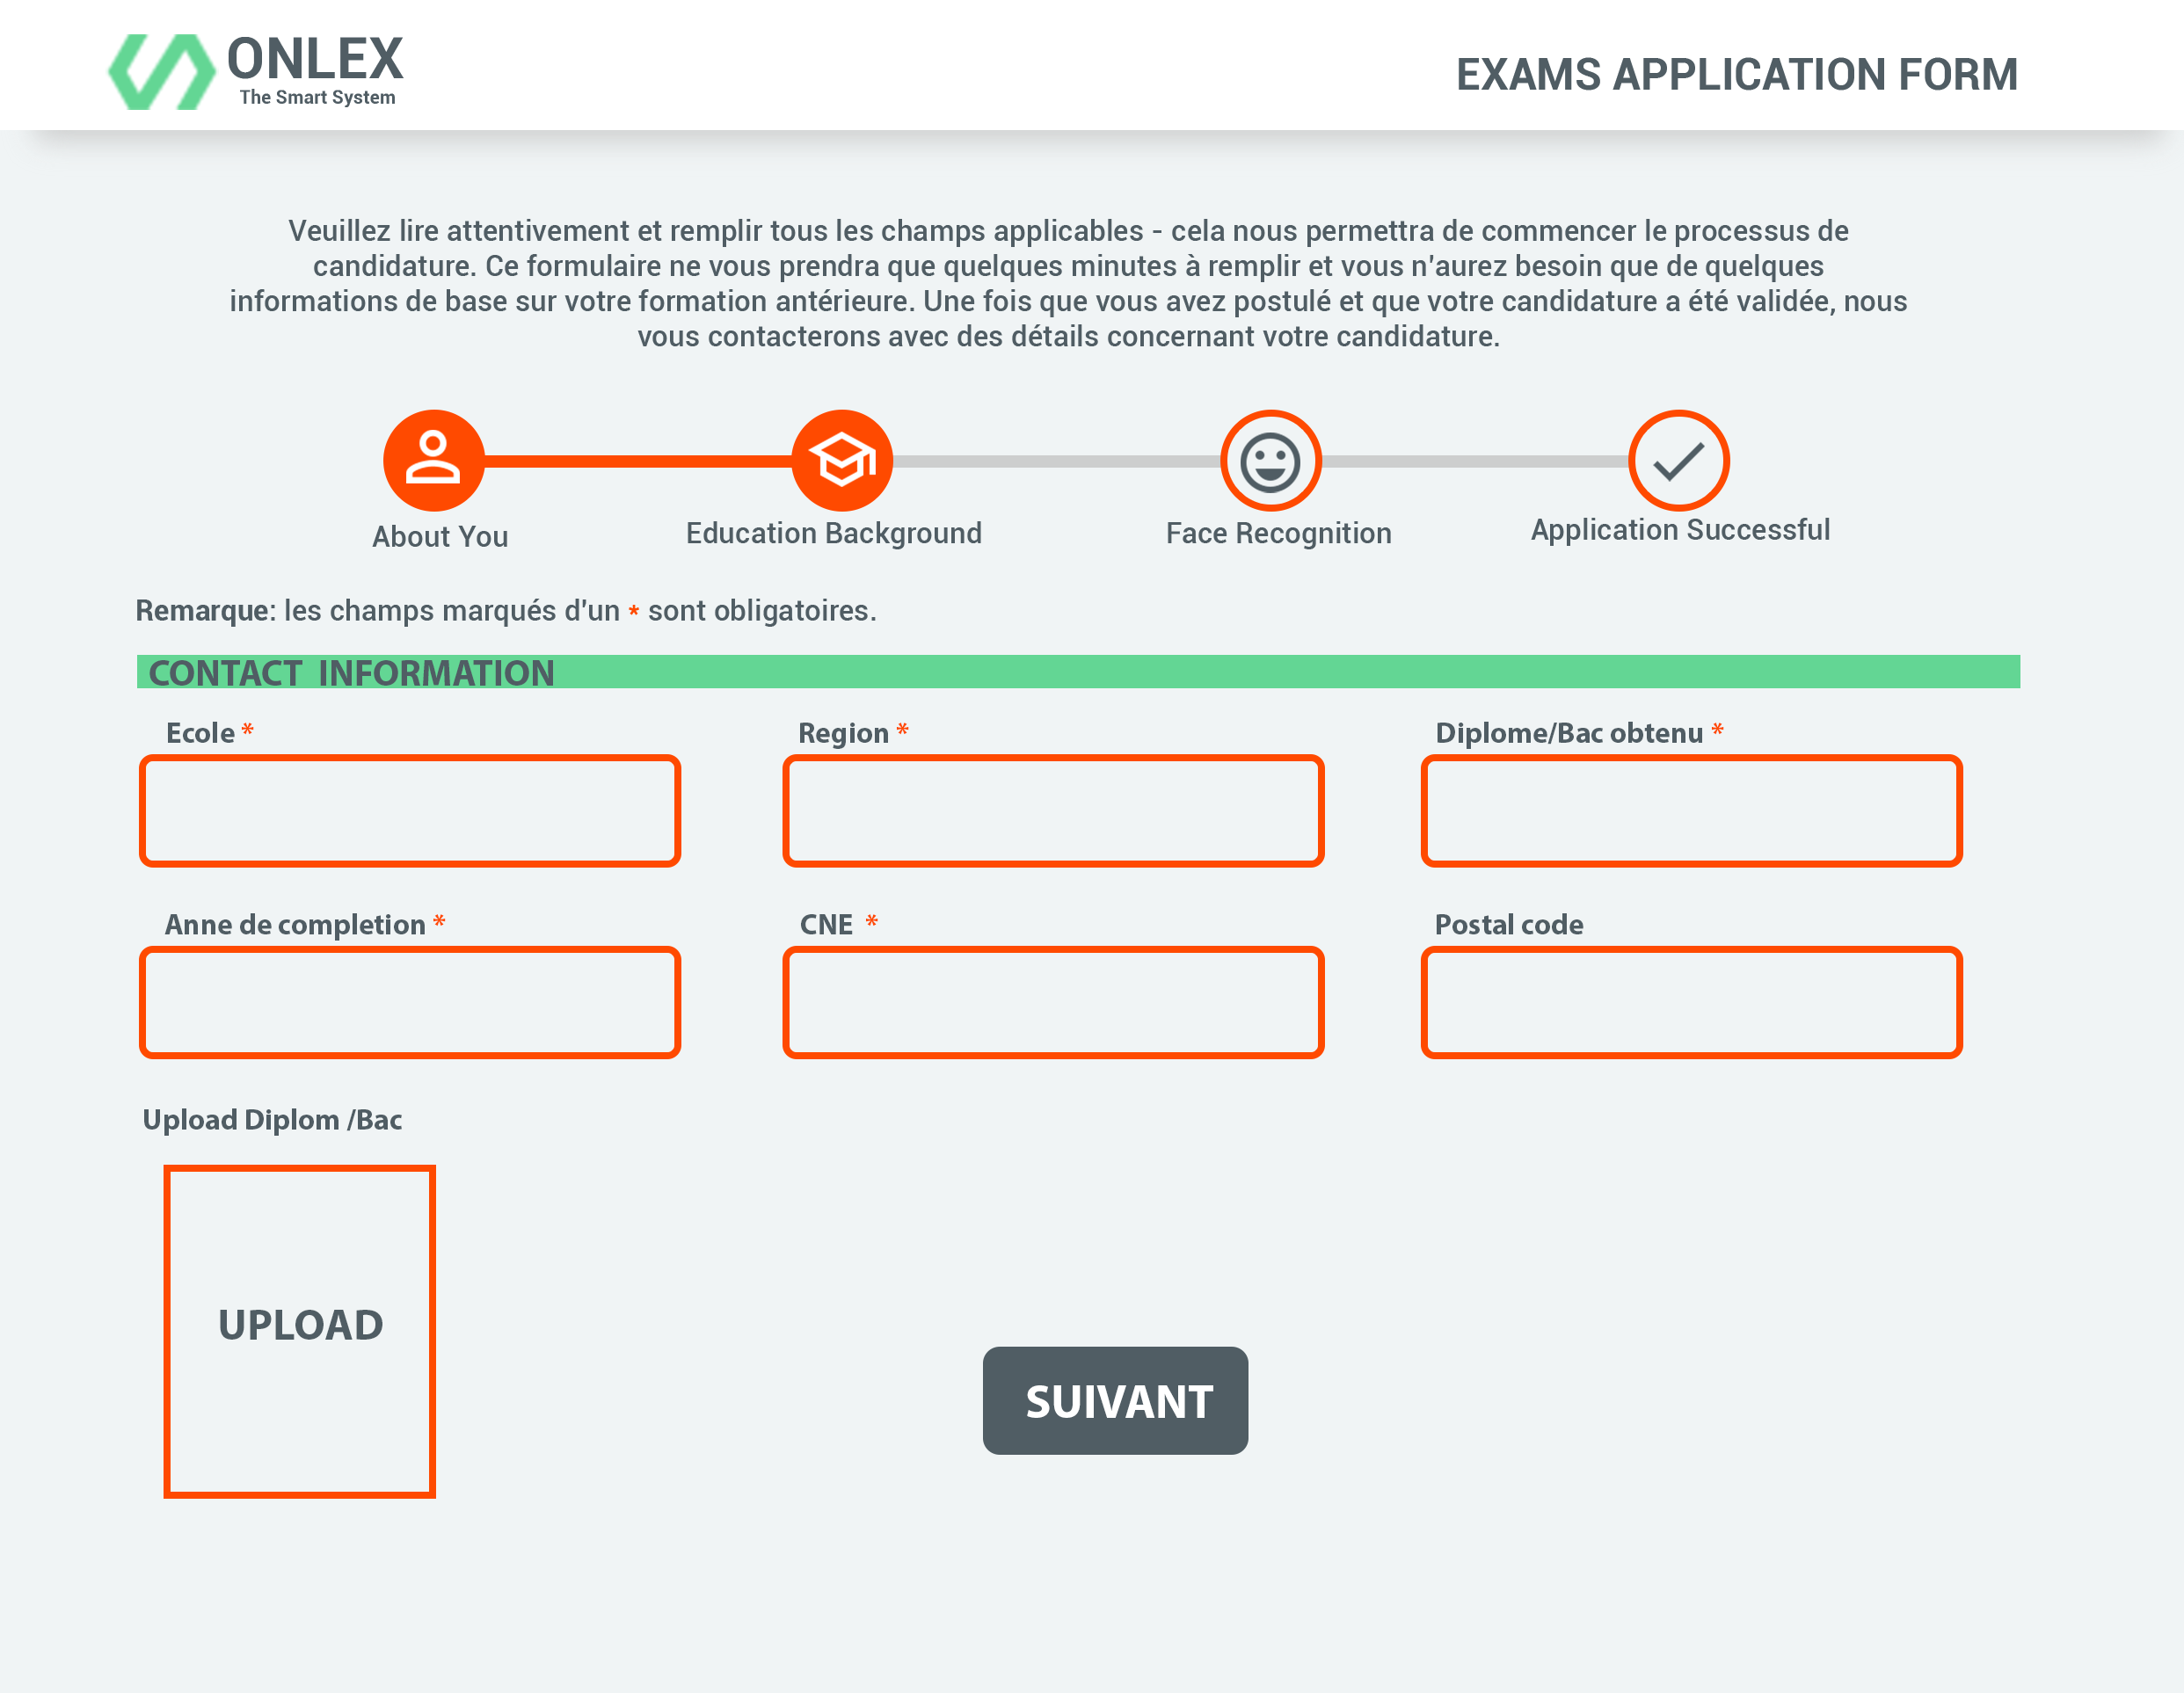 ONLEX
The Smart System
EXAMS APPLICATION FORM
Veuillez lire attentivement et remplir tous les champs applicables - cela nous permettra de commencer le processus de
candidature. Ce formulaire ne vous prendra que quelques minutes à remplir et vous n'aurez besoin que de quelques
informations de base sur votre formation antérieure. Une fois que vous avez postulé et que votre candidature a été validée, nous
vous contacterons avec des détails concernant votre candidature.
About You
Education Background
Face Recognition
Application Successful
Remarque: les champs marqués d'un * sont obligatoires.
CONTACT INFORMATION
Ecole *
Region *
Diplome/Bac obtenu *
Anne de completion *
CNE *
Postal code
Upload Diplom /Bac
UPLOAD
SUIVANT